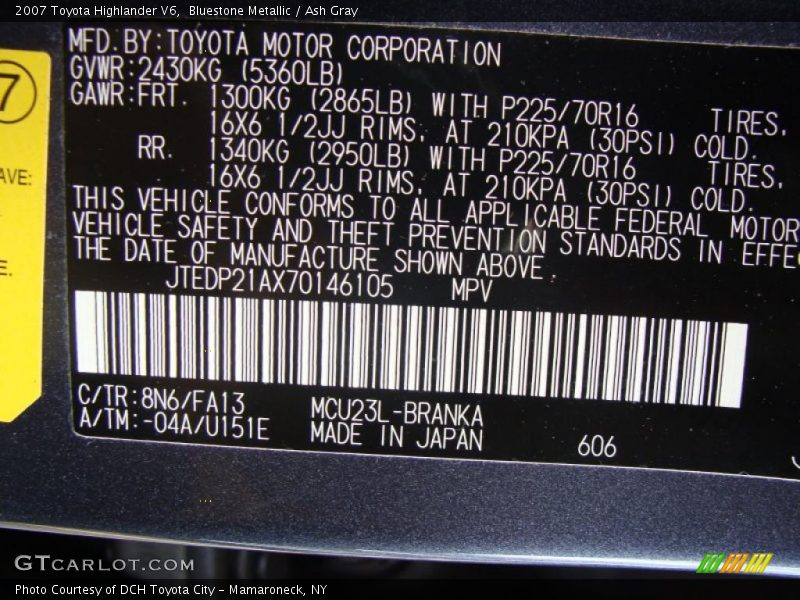 2007 Toyota Highlander V6, Bluestone Metallic / Ash Gray
MFD.BY:TOYOTA MOTOR CORPORATION
GVWR:2430KG (5360LB)
GAWR:FRT. 1300KG (2865LB) WITH P225/70R16 TIRES,
16X6 1/2JJ RIMS, AT 210KPA (30PSI) COLD.
RR. 1340KG (2950LB) WITH P225/70R16 TIRES,
16X6 1/2JJ RIMS, AT 210KPA (30PSI) COLD.
THIS VEHICLE CONFORMS TO ALL APPLICABLE FEDERAL MOTOR
VEHICLE SAFETY AND THEFT PREVENTION STANDARDS IN EFFE
THE DATE OF MANUFACTURE SHOWN ABOVE.
JTEDP21AX70146105 MPV
C/TR:8N6/FA13 MCU23L-BRANKA
A/TM:-04A/U151E MADE IN JAPAN 606
7
AVE:
E.
GTCARLOT.COM
Photo Courtesy of DCH Toyota City - Mamaroneck, NY